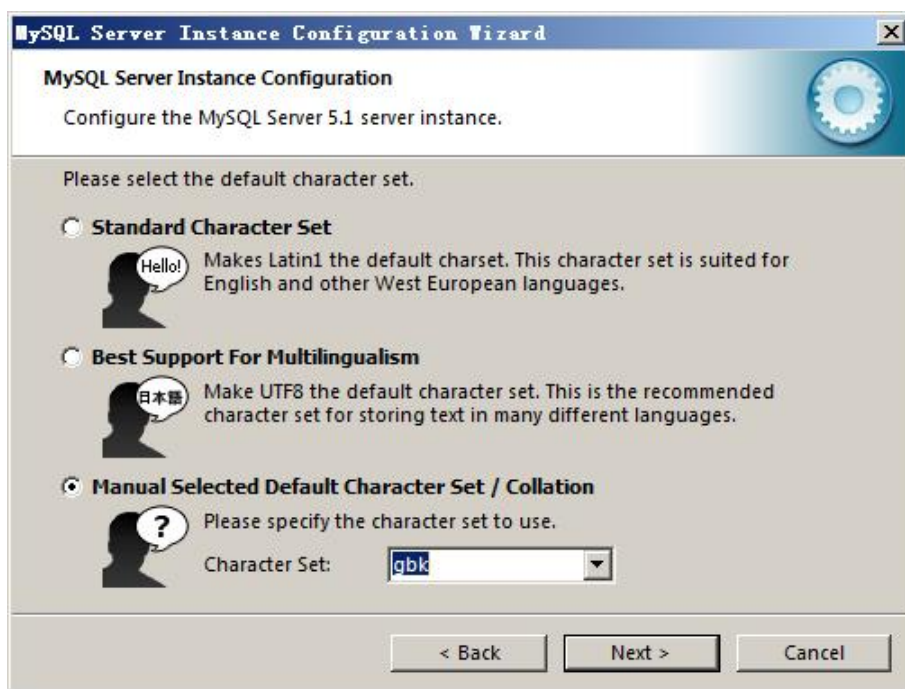 MySQL Server Instance Configuration Wizard
MySQL Server Instance Configuration
Configure the MySQL Server 5.1 server instance.
Please select the default character set.
Standard Character Set
Hello!
Makes Latin1 the default charset. This character set is suited for
English and other West European languages.
Best Support For Multilingualism
日本語
Make UTF8 the default character set. This is the recommended
character set for storing text in many different languages.
Manual Selected Default Character Set / Collation
?
Please specify the character set to use.
Character Set: gbk
< Back Next > Cancel